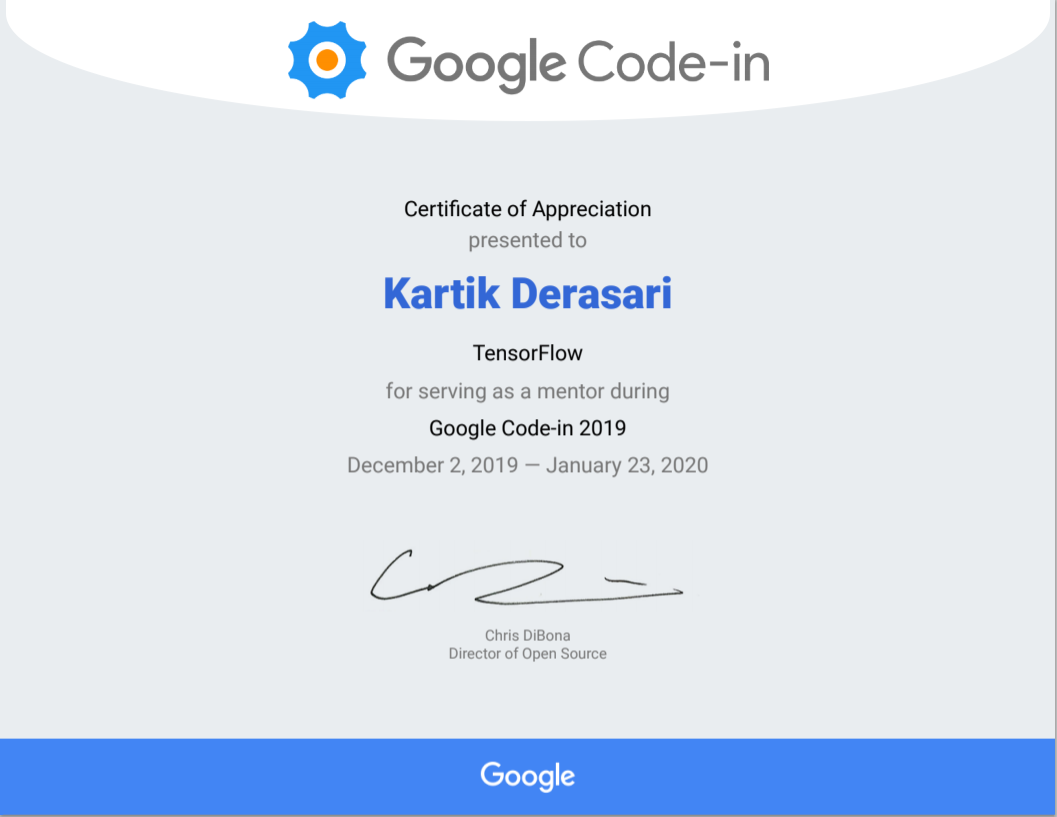 Google Code-in
Certificate of Appreciation
presented to
Kartik Derasari
TensorFlow
for serving as a mentor during
Google Code-in 2019
December 2, 2019 — January 23, 2020
Chris DiBona
Director of Open Source
Google